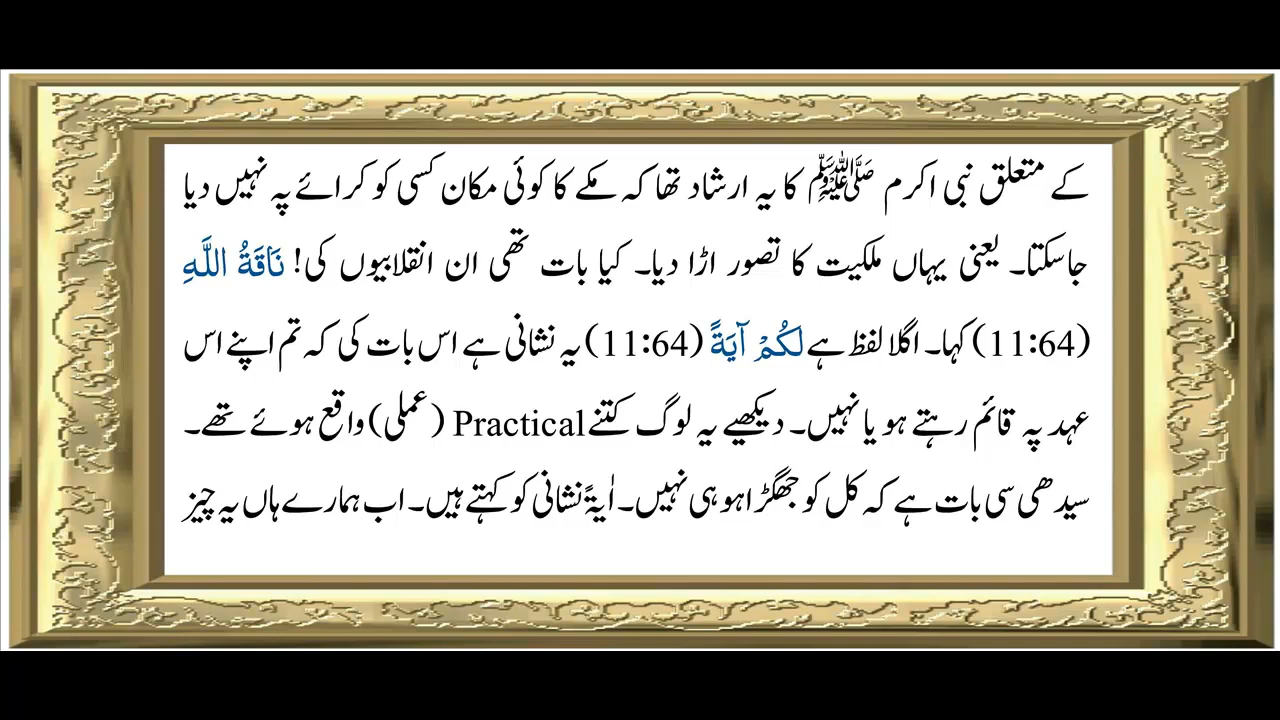 کے متعلق نبی اکرم ﷺ کا یہ ارشاد تھا کہ مکے کا کوئی مکان کسی کو کرائے پہ نہیں دیا
جاسکتا۔ یعنی یہاں ملکیت کا تصور اڑا دیا۔ کیا بات تھی ان انقلابیوں کی! نَاقَةُ اللَّهِ
(11:64) کہا۔ اگلا لفظ ہے لَكُمْ آيَةً (11:64) یہ نشانی ہے اس بات کی کہ تم اپنے اس
عہد پہ قائم رہتے ہو یا نہیں۔ دیکھیے یہ لوگ کتنے Practical (عملی) واقع ہوئے تھے۔
سیدھی سی بات ہے کہ کل کو جھگڑا ہو ہی نہیں۔ اٰیۃً نشانی کو کہتے ہیں۔ اب ہمارے ہاں یہ چیز